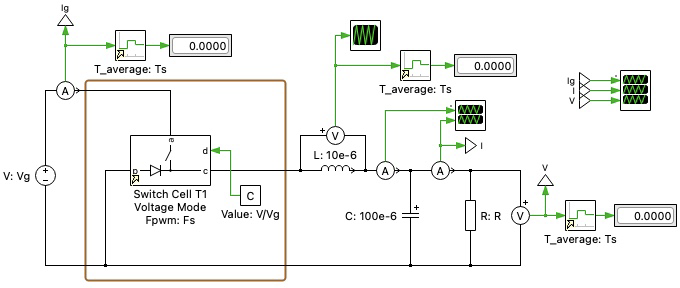 Ig
0.0000
T_average: Ts
A
V: Vg
a
d
p
c
Switch Cell T1
Voltage Mode
Fpwm: Fs
C
Value: V/Vg
V
L: 10e-6
0.0000
T_average: Ts
A
A
I
Ig
I
V
C: 100e-6
R: R
V
V
0.0000
T_average: Ts